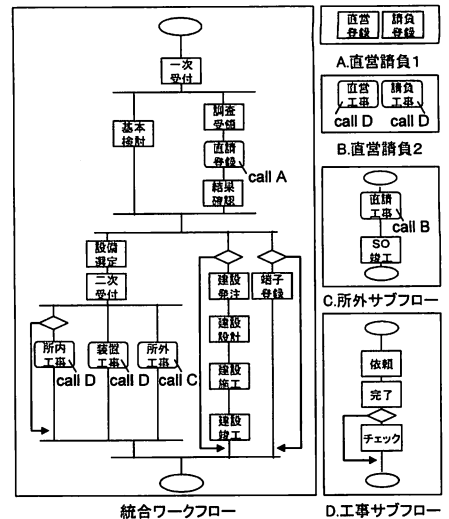 一次
受付
基本
検討
調査
受領
直請
登録
call A
結果
確認
設備
選定
二次
受付
所内
工事
call D
装置
工事
call D
所外
工事
call C
建設
発注
建設
設計
建設
施工
建設
竣工
端子
登録
統合ワークフロー
直営
登録
請負
登録
A.直営請負1
直営
工事
call D
請負
工事
call D
B.直営請負2
直請
工事
call B
SO
竣工
C.所外サブフロー
依頼
完了
チェック
D.工事サブフロー